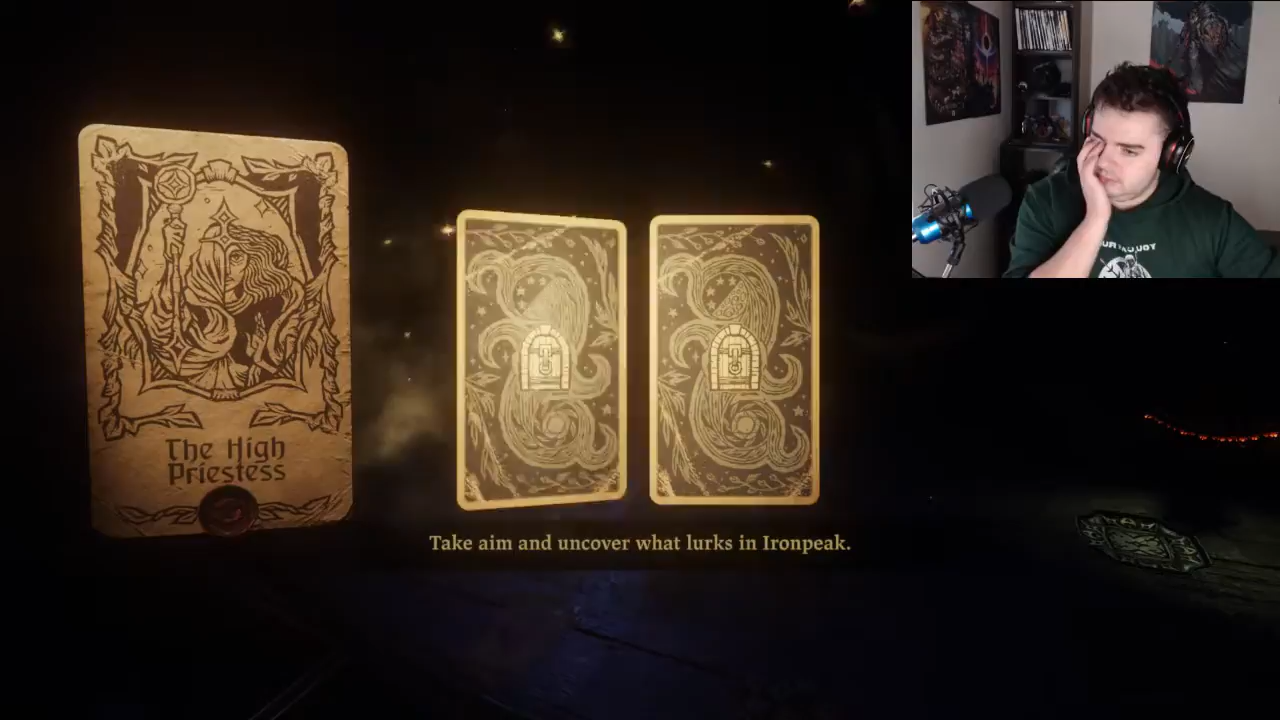 The High
Priestess
Take aim and uncover what lurks in Ironpeak.